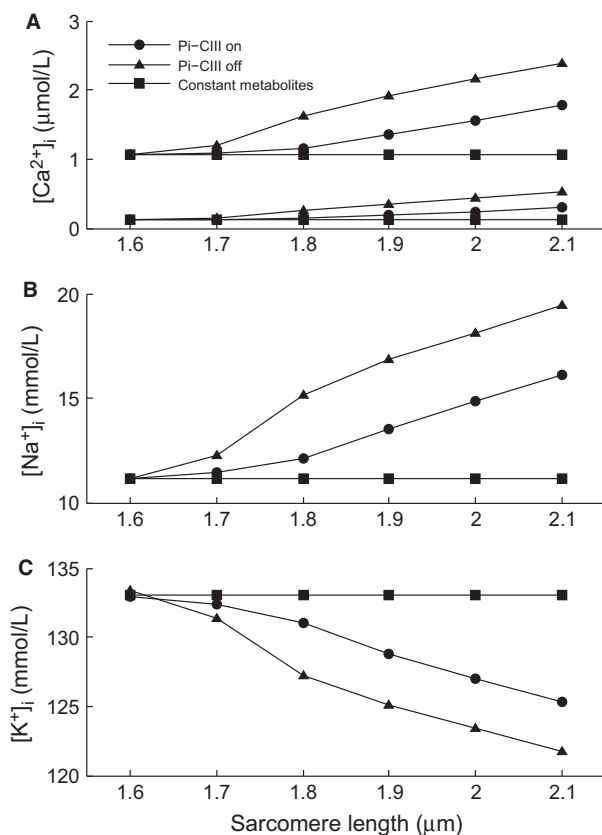 A
[Ca²⁺]ᵢ (μmol/L)
3
2
1
0
Pi−CIII on
Pi−CIII off
Constant metabolites
1.6 1.7 1.8 1.9 2 2.1
B
[Na⁺]ᵢ (mmol/L)
20
15
10
1.6 1.7 1.8 1.9 2 2.1
C
[K⁺]ᵢ (mmol/L)
135
130
125
120
1.6 1.7 1.8 1.9 2 2.1
Sarcomere length (μm)